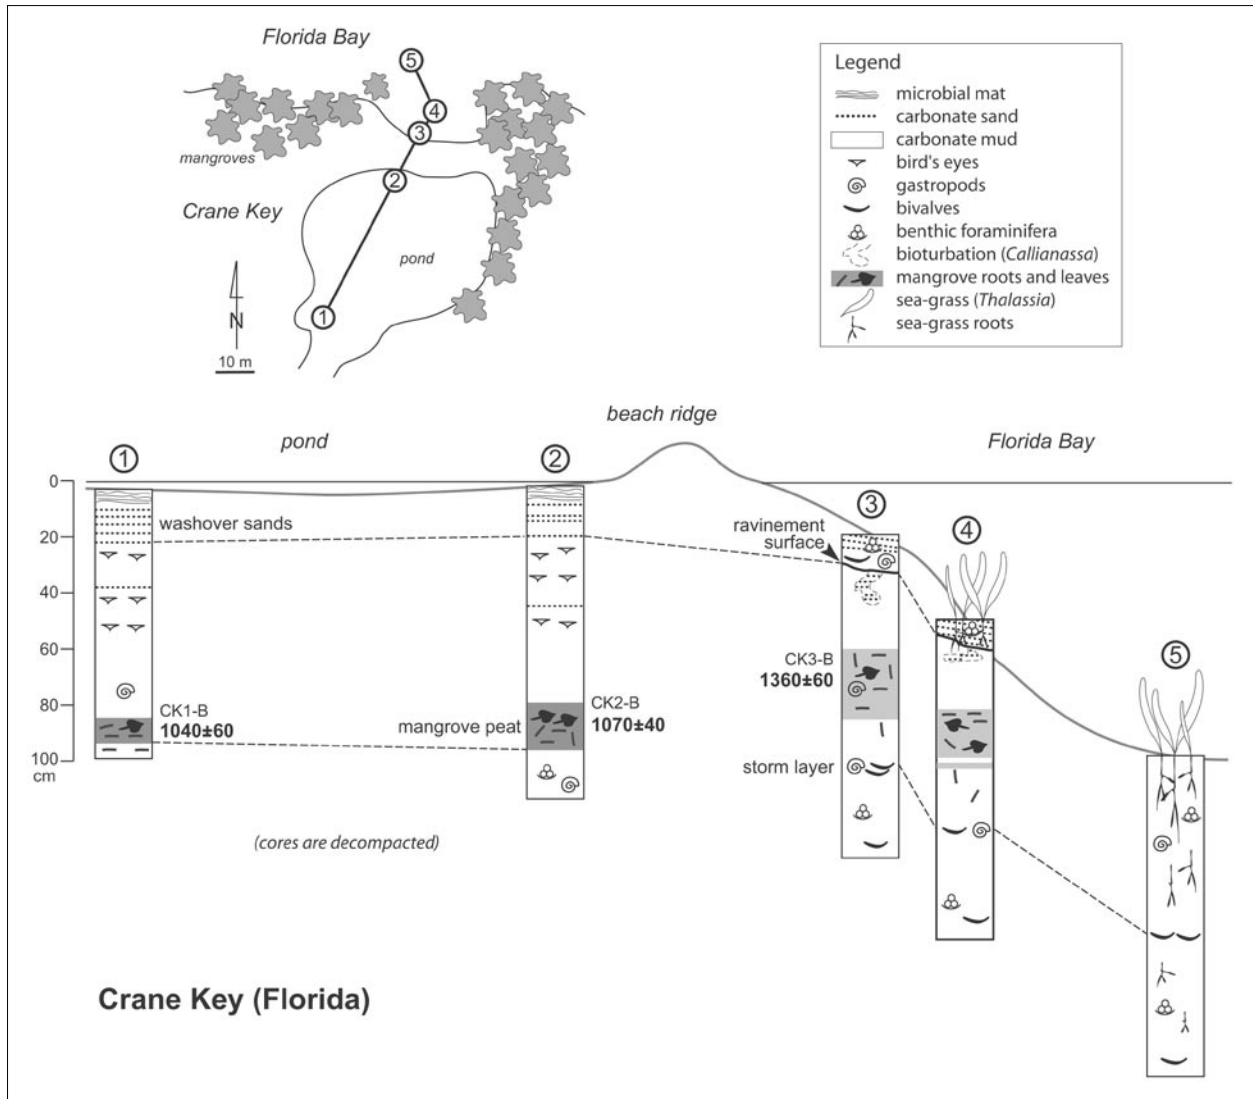 Florida Bay
5
4
3
mangroves
2
Crane Key
pond
N
1
10 m
Legend
microbial mat
carbonate sand
carbonate mud
bird's eyes
gastropods
bivalves
benthic foraminifera
bioturbation (Callianassa)
mangrove roots and leaves
sea-grass (Thalassia)
sea-grass roots
beach ridge
pond
Florida Bay
1
2
0
3
washover sands
ravinement
surface
4
20
40
60
CK3-B
1360±60
5
80
CK1-B
1040±60
mangrove peat
CK2-B
1070±40
100
cm
storm layer
(cores are decompacted)
Crane Key (Florida)